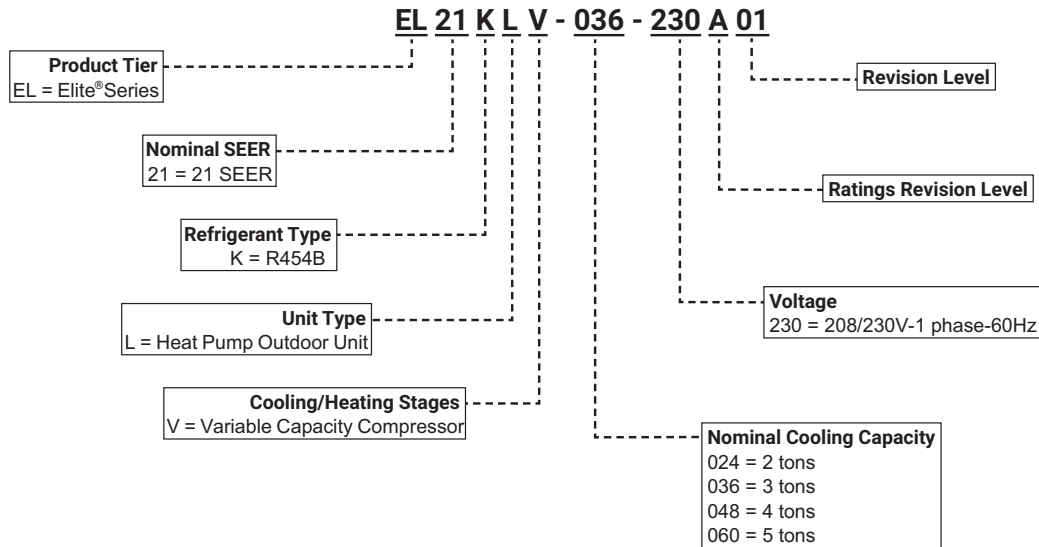 EL 21 K L V - 036 - 230 A 01
Product Tier
EL = Elite® Series
Revision Level
Nominal SEER
21 = 21 SEER
Ratings Revision Level
Refrigerant Type
K = R454B
Voltage
230 = 208/230V-1 phase-60Hz
Unit Type
L = Heat Pump Outdoor Unit
Cooling/Heating Stages
V = Variable Capacity Compressor
Nominal Cooling Capacity
024 = 2 tons
036 = 3 tons
048 = 4 tons
060 = 5 tons